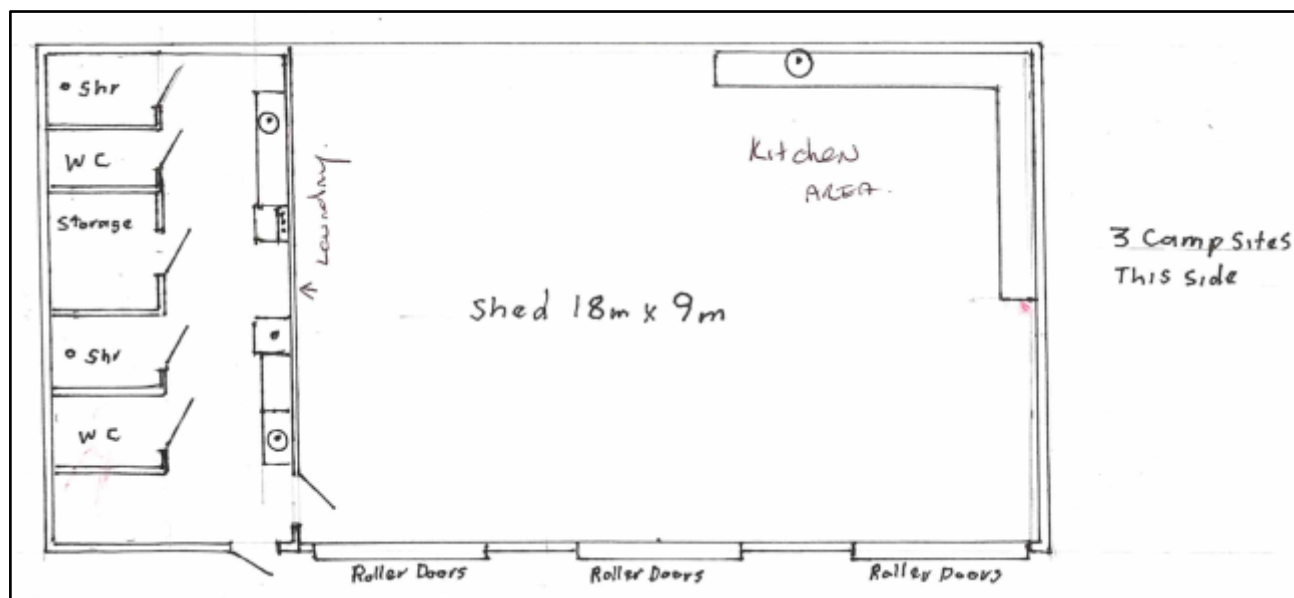 Shr
WC
Storage
Shr
WC
Laundry
Kitchen
AREA.
Shed 18m x 9m
3 Camp Sites
This Side
Roller Doors
Roller Doors
Roller Doors